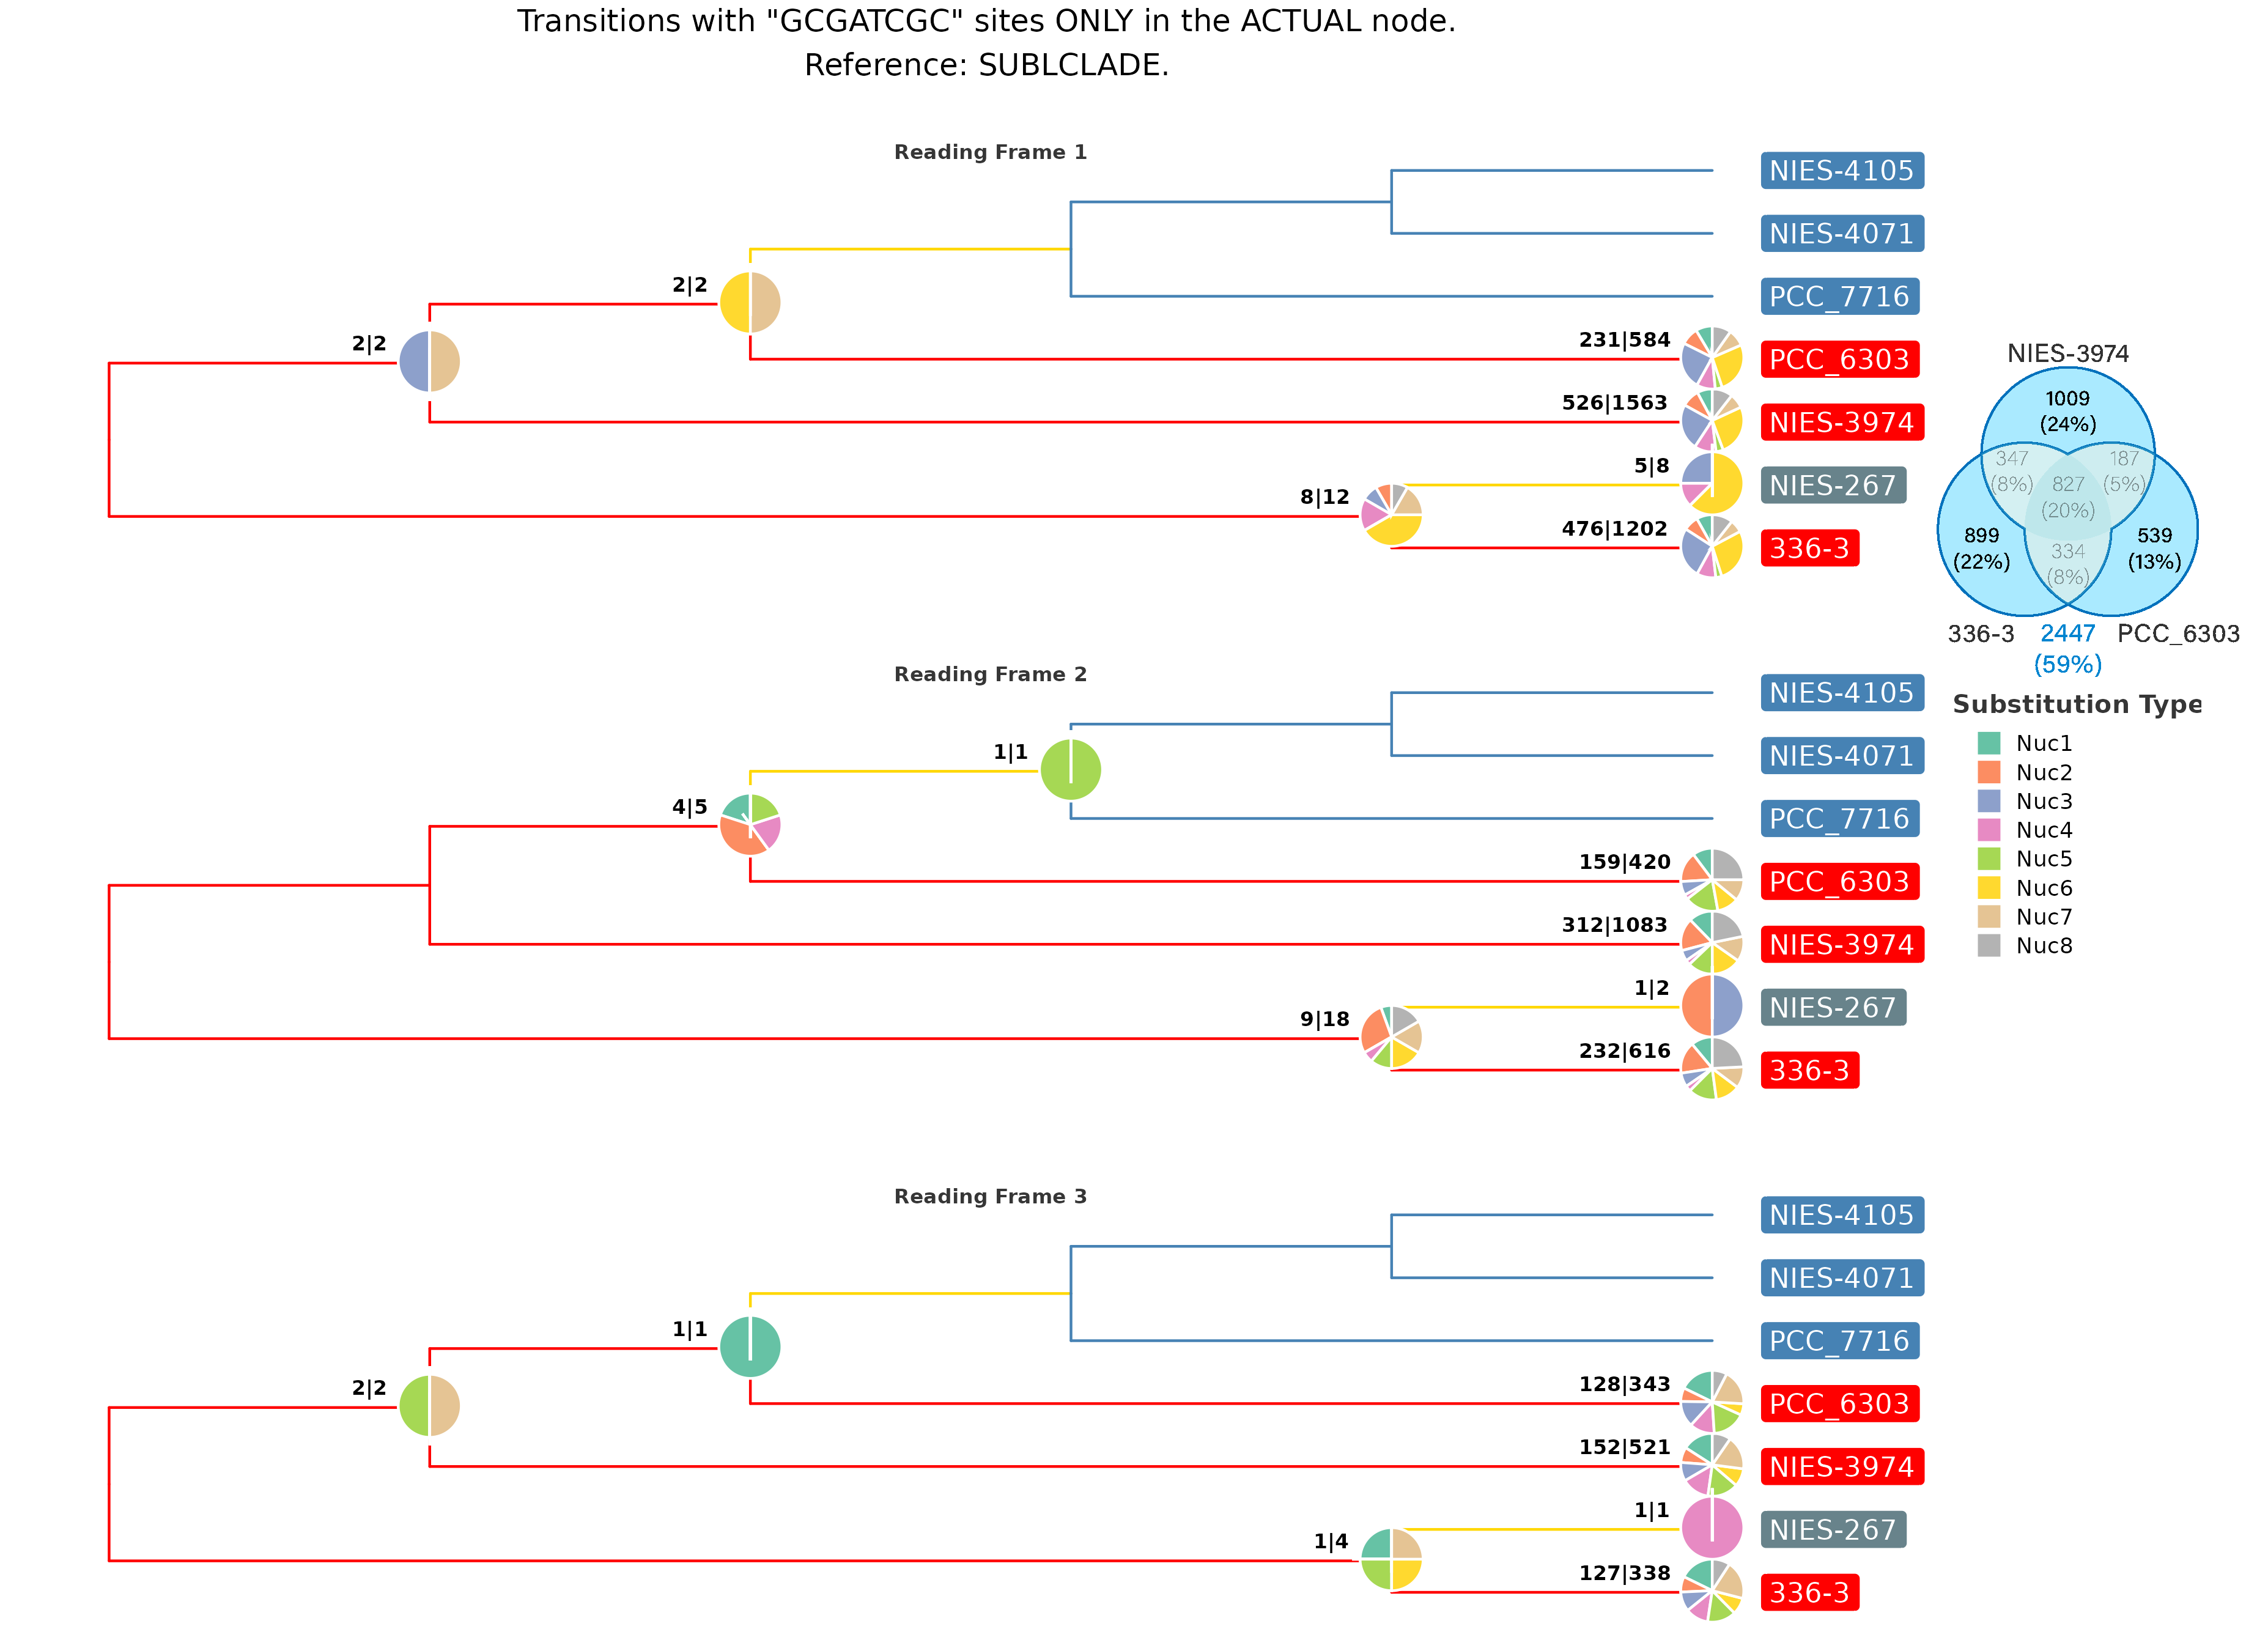 Transitions with "GCGATCGC" sites ONLY in the ACTUAL node.
Reference: SUBLCLADE.
Reading Frame 1
NIES-4105
NIES-4071
2|2
PCC_7716
2|2
231|584
PCC_6303
526|1563
NIES-3974
5|8
NIES-267
8|12
476|1202
336-3
NIES-3974
1009
(24%)
347
(8%)
187
(5%)
827
(20%)
899
(22%)
539
(13%)
334
(8%)
336-3
2447
(59%)
PCC_6303
Reading Frame 2
NIES-4105
NIES-4071
1|1
4|5
PCC_7716
159|420
PCC_6303
312|1083
NIES-3974
1|2
NIES-267
9|18
232|616
336-3
Substitution Type
Nuc1
Nuc2
Nuc3
Nuc4
Nuc5
Nuc6
Nuc7
Nuc8
Reading Frame 3
NIES-4105
NIES-4071
1|1
PCC_7716
2|2
128|343
PCC_6303
152|521
NIES-3974
1|1
NIES-267
1|4
127|338
336-3